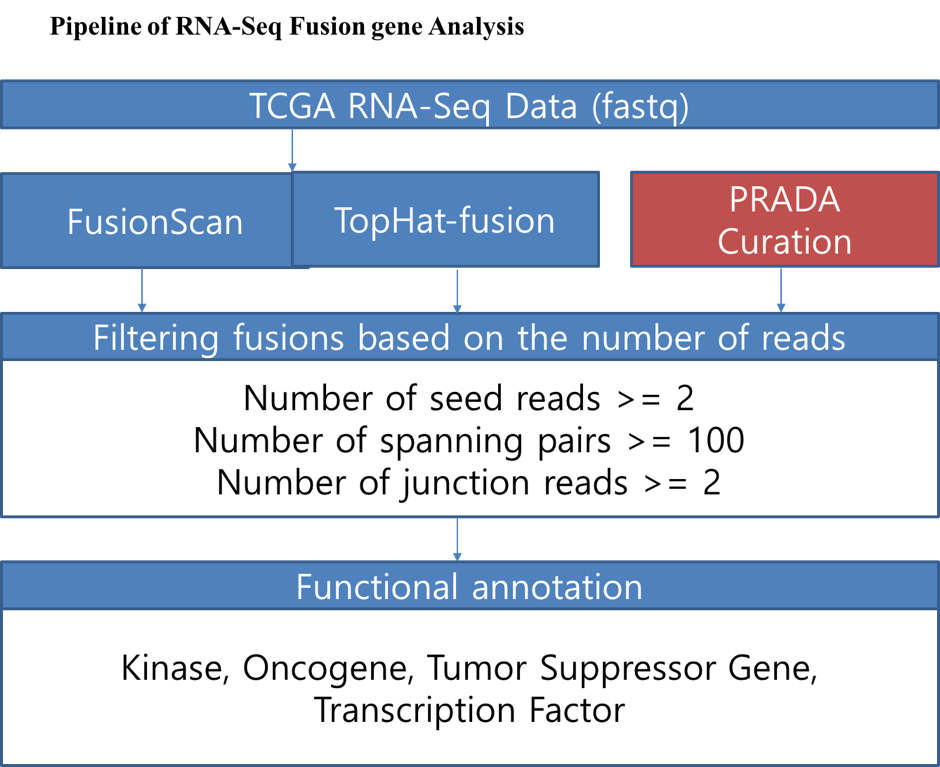 Pipeline of RNA-Seq Fusion gene Analysis
TCGA RNA-Seq Data (fastq)
FusionScan
TopHat-fusion
PRADA
Curation
Filtering fusions based on the number of reads
Number of seed reads >= 2
Number of spanning pairs >= 100
Number of junction reads >= 2
Functional annotation
Kinase, Oncogene, Tumor Suppressor Gene,
Transcription Factor